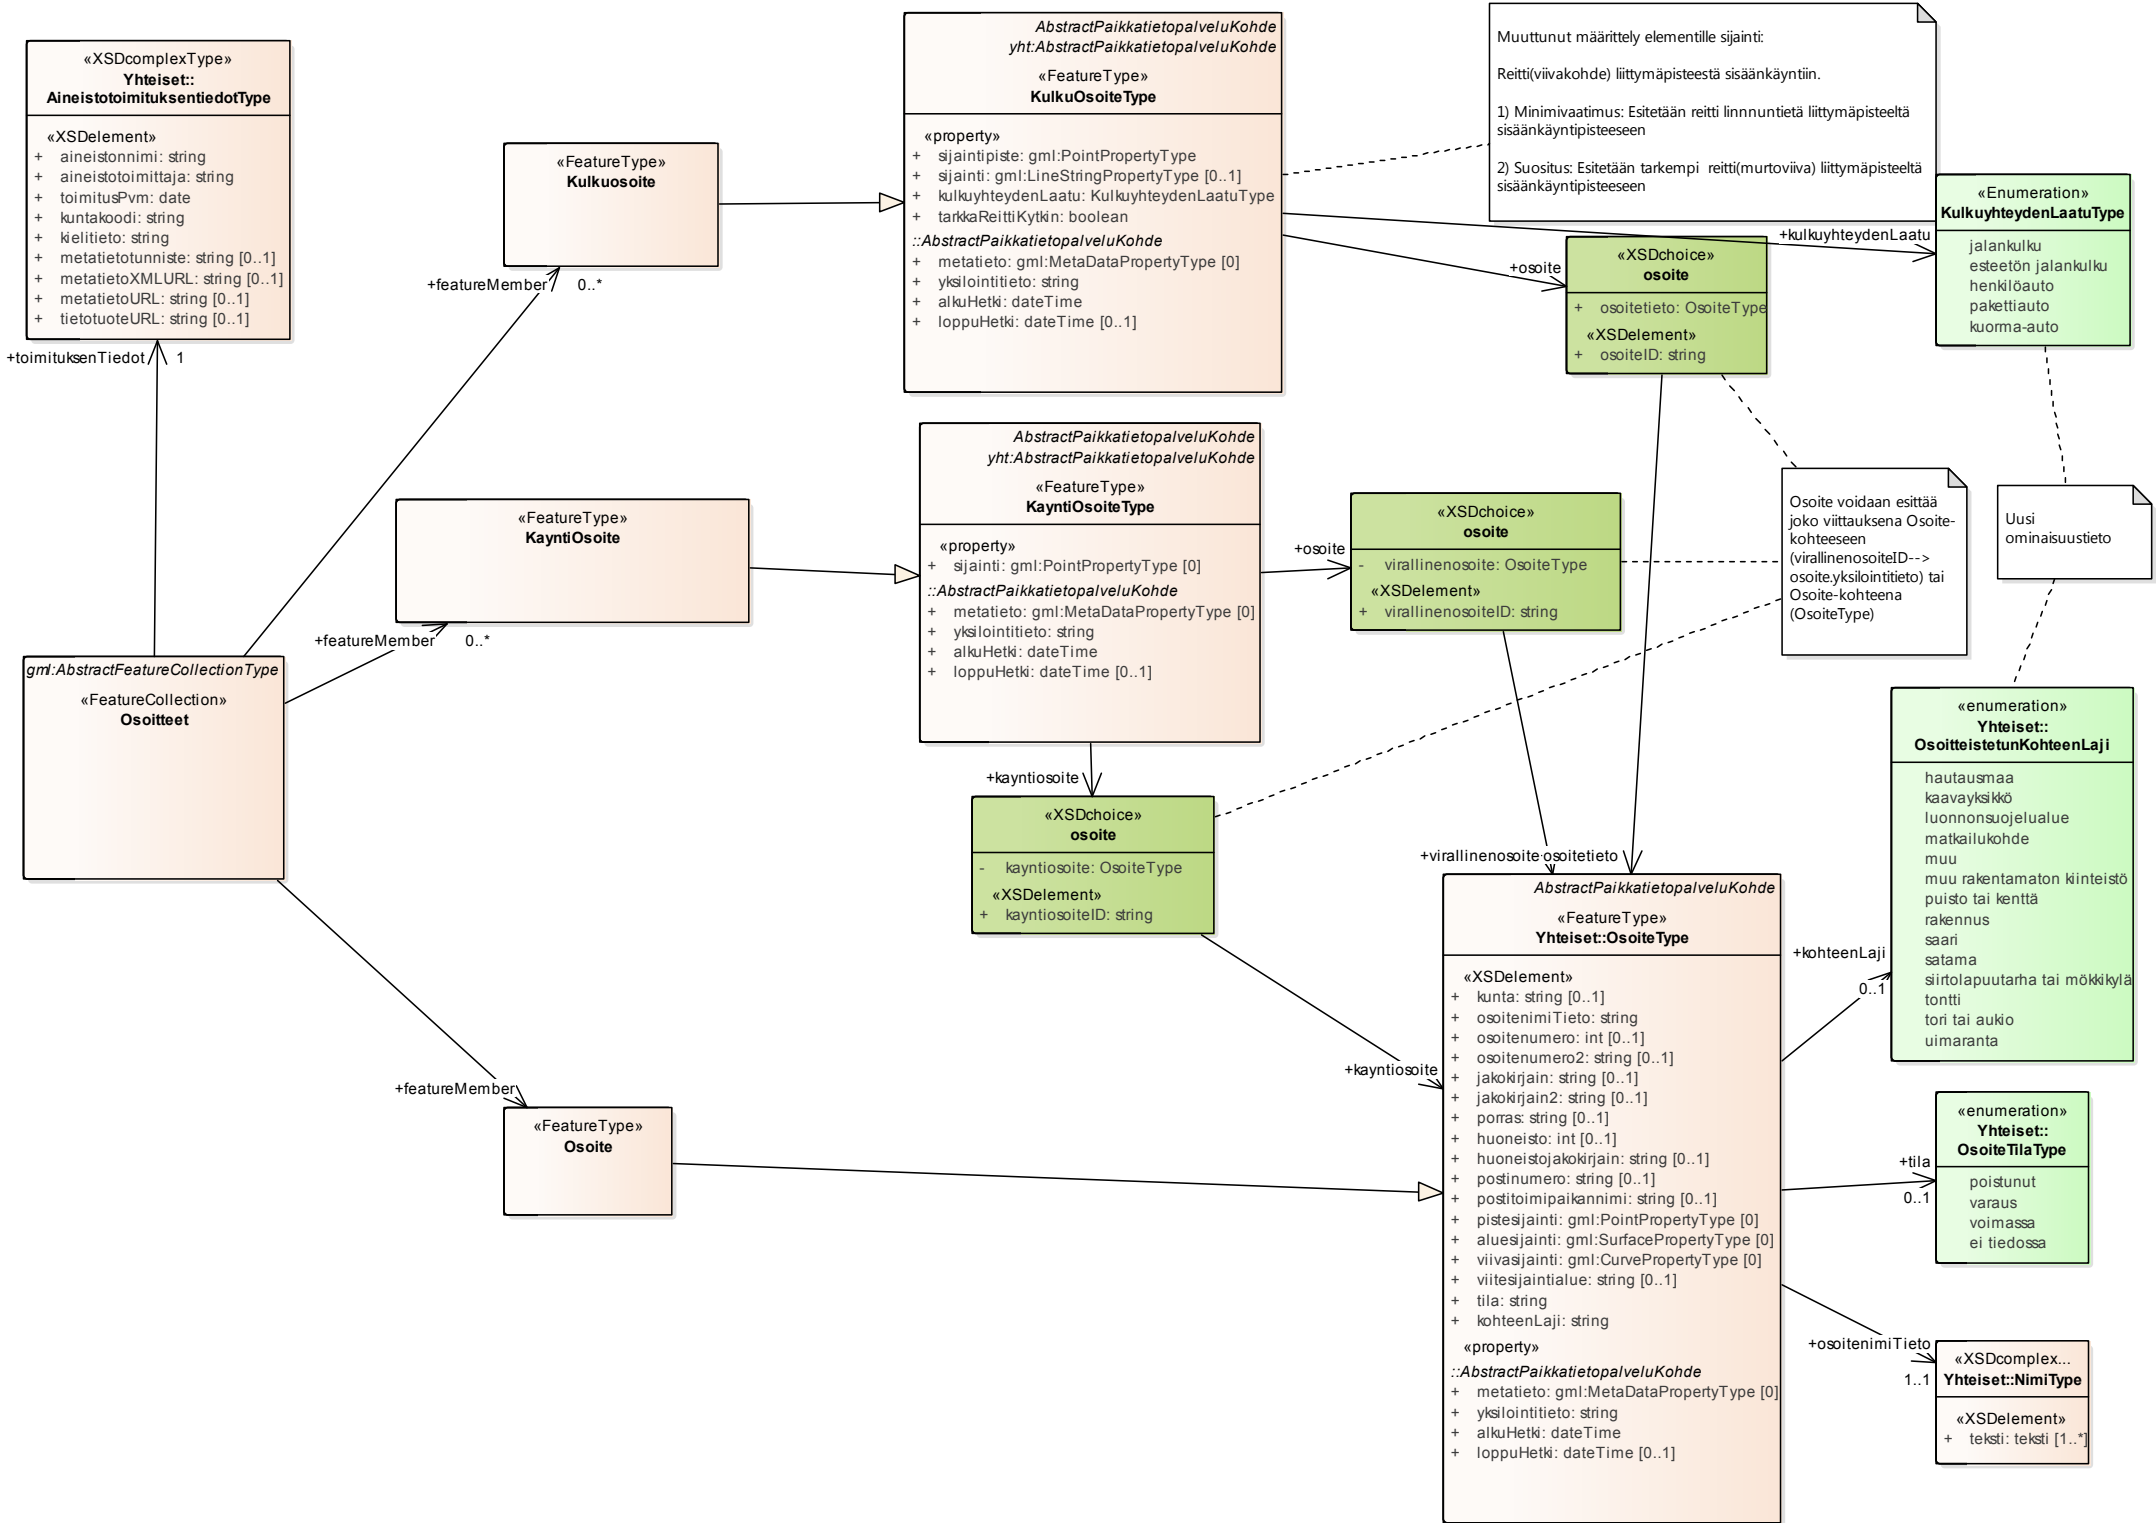 «XSDcomplexType»
Yhteiset::
AineistotoimituksentiedotType
«XSDelement»
+ aineistonnimi: string
+ aineistotoimittaja: string
+ toimitusPvm: date
+ kuntakoodi: string
+ kielitieto: string
+ metatietotunniste: string [0..1]
+ metatietoXMLURL: string [0..1]
+ metatietoURL: string [0..1]
+ tietotuoteURL: string [0..1]
+toimituksenTiedot
1
«FeatureType»
Kulkuosoite
+featureMember
0..*
AbstractPaikkatietopalveluKohde
yht:AbstractPaikkatietopalveluKohde
«FeatureType»
KulkuOsoiteType
«property»
+ sijaintipiste: gml:PointPropertyType
+ sijainti: gml:LineStringPropertyType [0..1]
+ kulkuyhteydenLaatu: KulkuyhteydenLaatuType
+ tarkkaReittiKytkin: boolean
::AbstractPaikkatietopalveluKohde
+ metatieto: gml:MetaDataPropertyType [0]
+ yksilointitieto: string
+ alkuHetki: dateTime
+ loppuHetki: dateTime [0..1]
Muuttunut määrittely elementille sijainti:
Reitti(viivakohde) liittymäpisteestä sisäänkäyntiin.
1) Minimivaatimus: Esitetään reitti linnnuntietä liittymäpisteeltä
sisäänkäyntipisteeseen
2) Suositus: Esitetään tarkempi reitti(murtoviiva) liittymäpisteeltä
sisäänkäyntipisteeseen
+kulkuyhteydenLaatu
«Enumeration»
KulkuyhteydenLaatuType
jalankulku
esteetön jalankulku
henkilöauto
pakettiauto
kuorma-auto
+osoite
«XSDchoice»
osoite
+ osoitetieto: OsoiteType
«XSDelement»
+ osoiteID: string
«FeatureType»
KayntiOsoite
+featureMember
0..*
AbstractPaikkatietopalveluKohde
yht:AbstractPaikkatietopalveluKohde
«FeatureType»
KayntiOsoiteType
«property»
+ sijainti: gml:PointPropertyType [0]
::AbstractPaikkatietopalveluKohde
+ metatieto: gml:MetaDataPropertyType [0]
+ yksilointitieto: string
+ alkuHetki: dateTime
+ loppuHetki: dateTime [0..1]
+osoite
«XSDchoice»
osoite
- virallinenosoite: OsoiteType
«XSDelement»
+ virallinenosoiteID: string
Osoite voidaan esittää
joko viittauksena Osoite-
kohteeseen
(virallinenosoiteID-->
osoite.yksilointitieto) tai
Osoite-kohteena
(OsoiteType)
Uusi
ominaisuustieto
gml:AbstractFeatureCollectionType
«FeatureCollection»
Osoitteet
+kayntiosoite
«XSDchoice»
osoite
- kayntiosoite: OsoiteType
«XSDelement»
+ kayntiosoiteID: string
«enumeration»
Yhteiset::
OsoitteistetunKohteenLaji
hautausmaa
kaavayksikkö
luonnonsuojelualue
matkailukohde
muu
muu rakentamaton kiinteistö
puisto tai kenttä
rakennus
saari
satama
siirtolapuutarha tai mökkikylä
tontti
tori tai aukio
uimaranta
+virallinenosoite
osoitetieto
+kayntiosoite
AbstractPaikkatietopalveluKohde
«FeatureType»
Yhteiset::OsoiteType
«XSDelement»
+ kunta: string [0..1]
+ osoitenimiTieto: string
+ osoitenumero: int [0..1]
+ osoitenumero2: string [0..1]
+ jakokirjain: string [0..1]
+ jakokirjain2: string [0..1]
+ porras: string [0..1]
+ huoneisto: int [0..1]
+ huoneistojakokirjain: string [0..1]
+ postinumero: string [0..1]
+ postitoimipaikannimi: string [0..1]
+ pistesijainti: gml:PointPropertyType [0]
+ aluesijainti: gml:SurfacePropertyType [0]
+ viivasijainti: gml:CurvePropertyType [0]
+ viitesijaintialue: string [0..1]
+ tila: string
+ kohteenLaji: string
«property»
::AbstractPaikkatietopalveluKohde
+ metatieto: gml:MetaDataPropertyType [0]
+ yksilointitieto: string
+ alkuHetki: dateTime
+ loppuHetki: dateTime [0..1]
+kohteenLaji
0..1
+featureMember
«FeatureType»
Osoite
+tila
0..1
«enumeration»
Yhteiset::
OsoiteTilaType
poistunut
varaus
voimassa
ei tiedossa
+osoitenimiTieto
1..1
«XSDcomplex...
Yhteiset::NimiType
«XSDelement»
+ teksti: teksti [1..*]